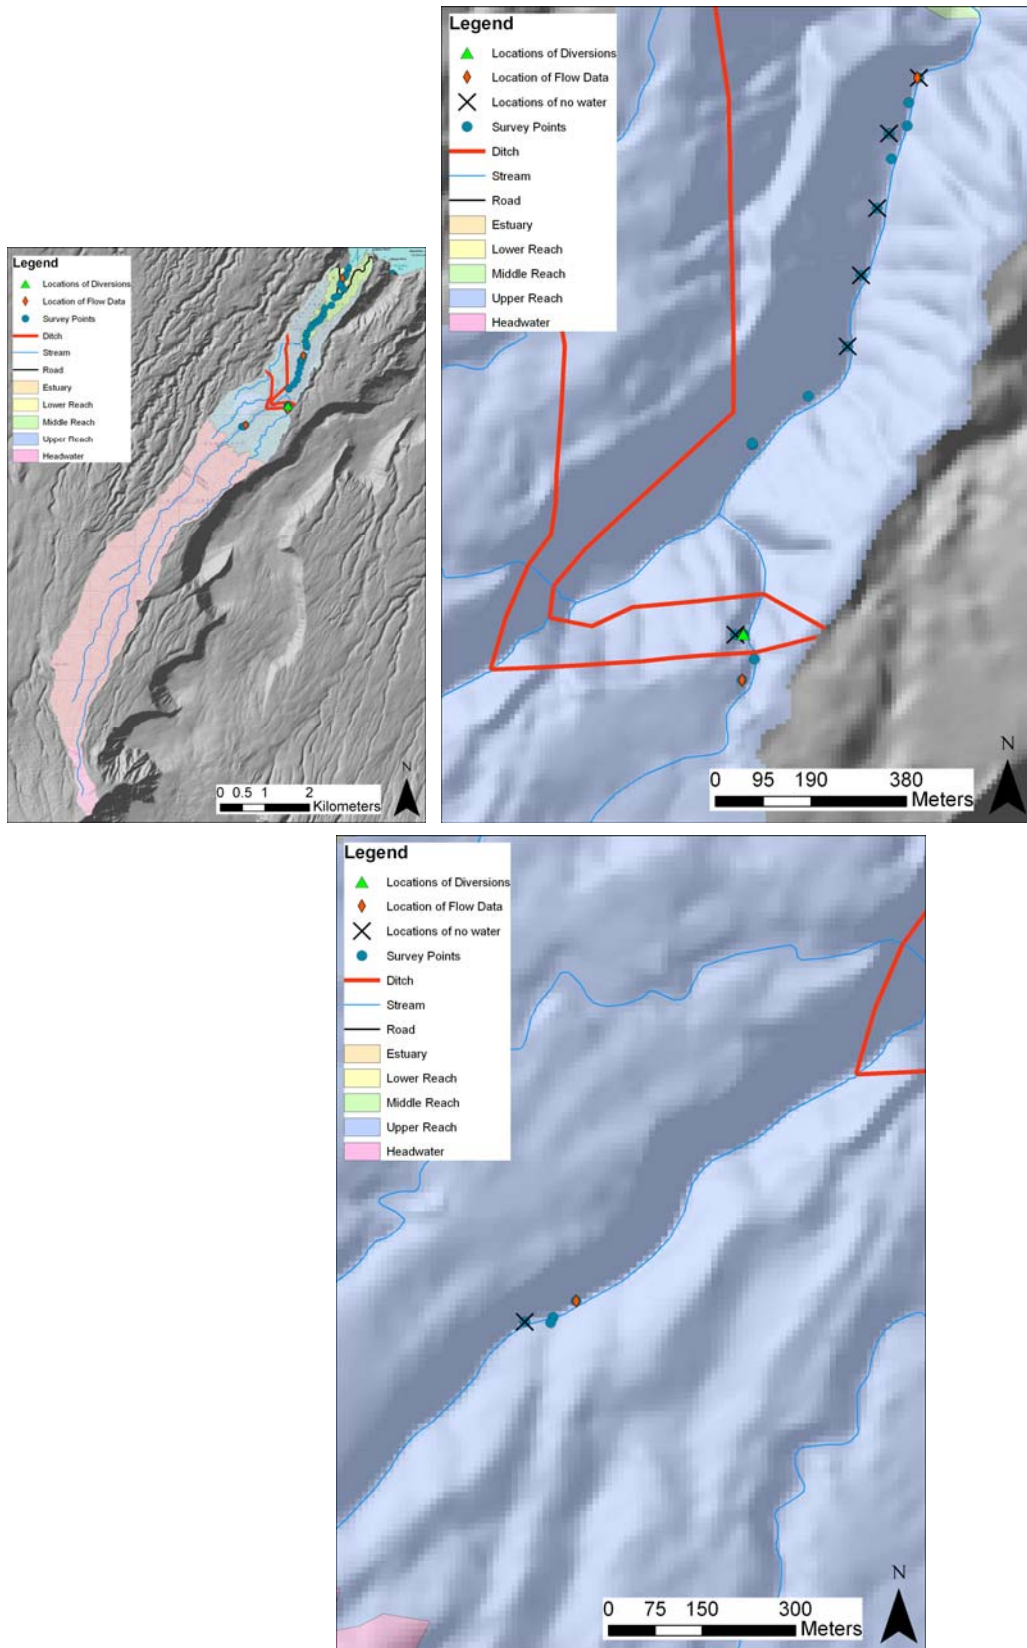 Legend
Locations of Diversions
Location of Flow Data
Survey Points
Ditch
Stream
Road
Estuary
Lower Reach
Middle Reach
Upper Reach
Headwater
N
0 0.5 1 2
Kilometers
Legend
Locations of Diversions
Location of Flow Data
Locations of no water
Survey Points
Ditch
Stream
Road
Estuary
Lower Reach
Middle Reach
Upper Reach
Headwater
N
0 95 190 380
Meters
Legend
Locations of Diversions
Location of Flow Data
Locations of no water
Survey Points
Ditch
Stream
Road
Estuary
Lower Reach
Middle Reach
Upper Reach
Headwater
N
0 75 150 300
Meters